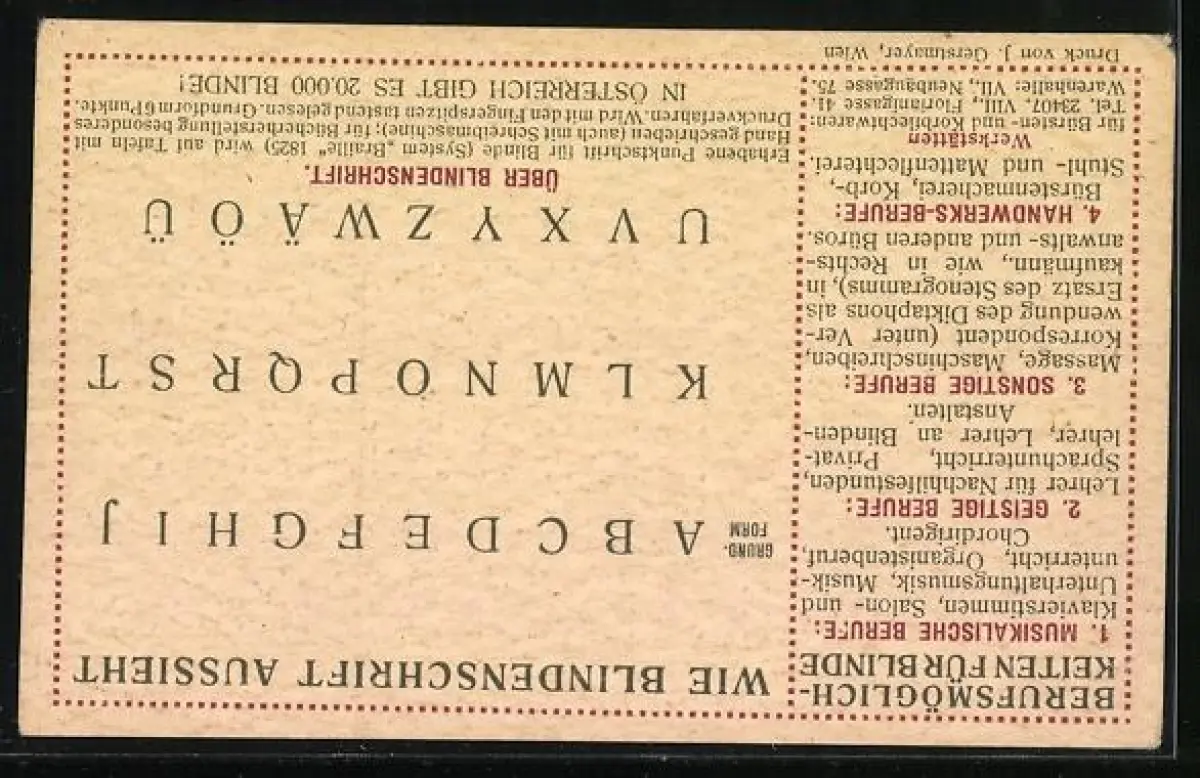 BERUFSMÖGLICH-
KEITEN FÜR BLINDE
1. MUSIKALISCHE BERUFE:
Klavierstimmen, Salon- und
Unterhaltungsmusik, Musik-
unterricht, Organistenberuf,
Chordirigent.
2. GEISTIGE BERUFE:
Lehrer für Nachhilfestunden,
Sprachunterricht, Privat-
lehrer, Lehrer an Blinden-
Anstalten.
3. SONSTIGE BERUFE:
Massage, Maschinschreiben,
Korrespondent (unter Ver-
wendung des Diktaphons als
Ersatz des Stenogramms), in
kaufmänn., wie in Rechts-
anwalts- und anderen Büros.
4. HANDWERKS-BERUFE:
Bürstenmacherei, Korb-,
Stuhl- und Mattenflechterei.
Werkstätten
für Bürsten- und Korbflechtwaren:
Tel. 23407. VIII., Florianigasse 41
Warenhalle: VII., Neubaugasse 75.
Druck von J. Gerstmayer, Wien
WIE BLINDENSCHRIFT AUSSIEHT
GRUND-
FORM
A B C D E F G H I J
K L M N O P Q R S T
U V X Y Z W Ä Ö Ü
ÜBER BLINDENSCHRIFT.
Erhabene Punktschrift für Blinde (System „Braille" 1825) wird auf Tafeln mit
Hand geschrieben (auch mit Schreibmaschine); für Bücherherstellung besonderes
Druckverfahren. Wird mit den Fingerspitzen tastend gelesen. Grundform 6 Punkte.
IN ÖSTERREICH GIBT ES 20.000 BLINDE!